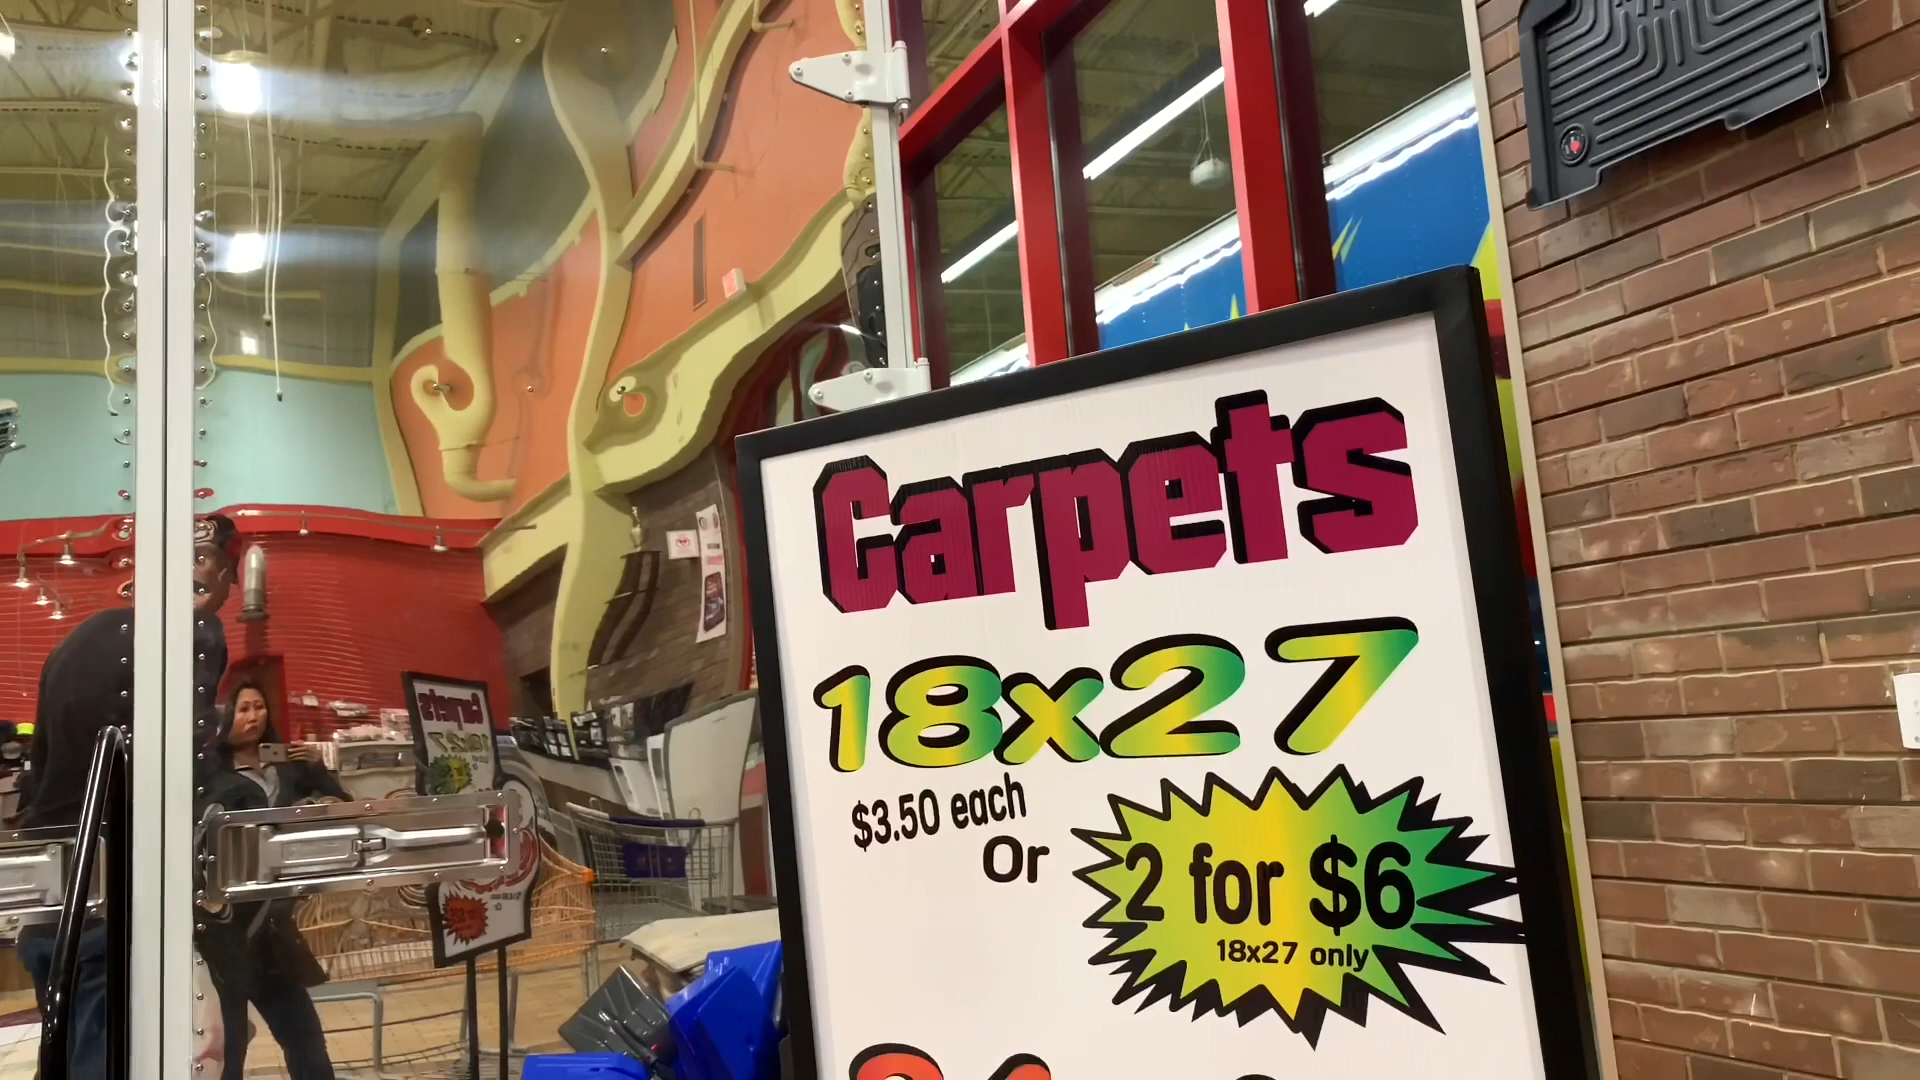 Carpets
18x27
$3.50 each
Or
2 for $6
18x27 only